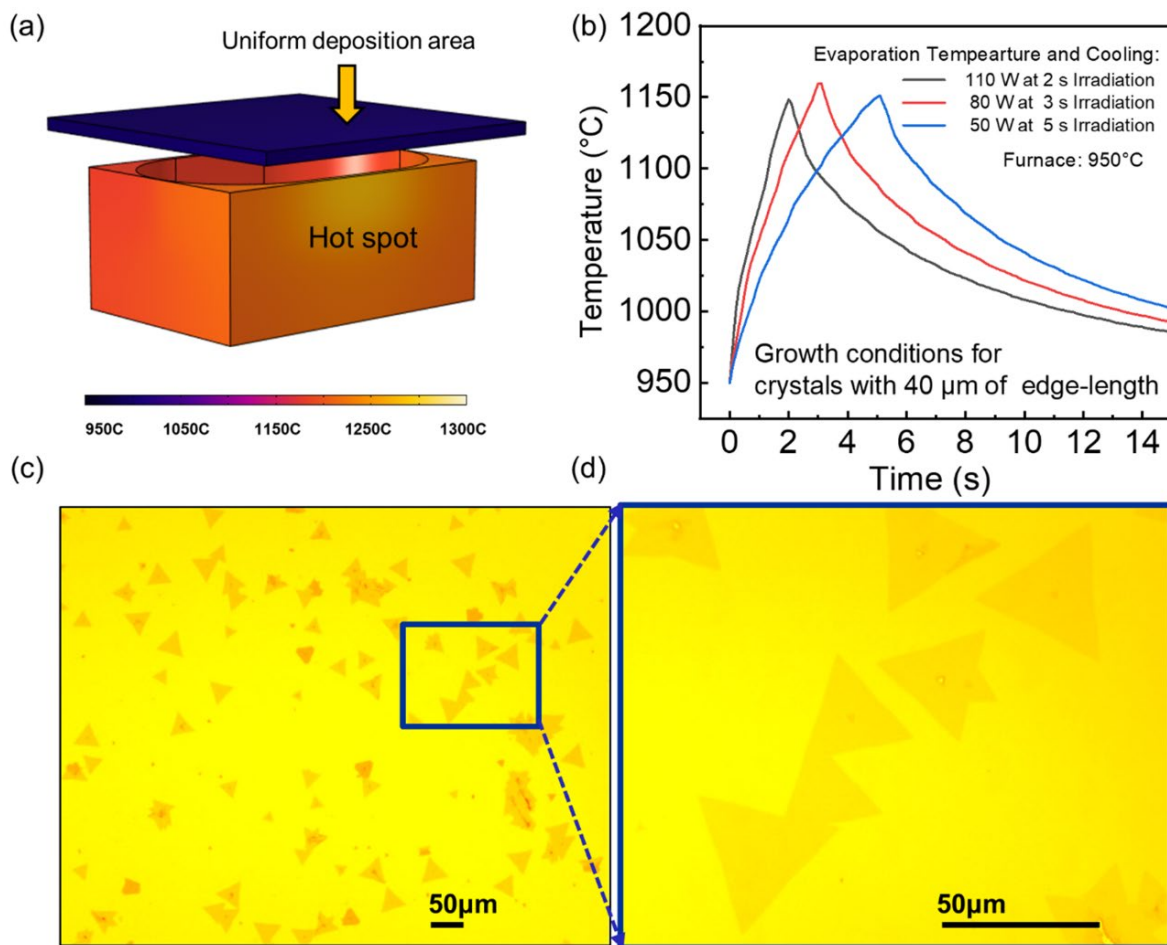 (a)
Uniform deposition area
Hot spot
950C 1050C 1150C 1250C 1300C
(b)
Temperature (°C)
1200
1150
1100
1050
1000
950
Evaporation Tempearture and Cooling:
110 W at 2 s Irradiation
80 W at 3 s Irradiation
50 W at 5 s Irradiation
Furnace: 950°C
Growth conditions for
crystals with 40 µm of edge-length
0 2 4 6 8 10 12 14
Time (s)
(c)
50µm
(d)
50µm